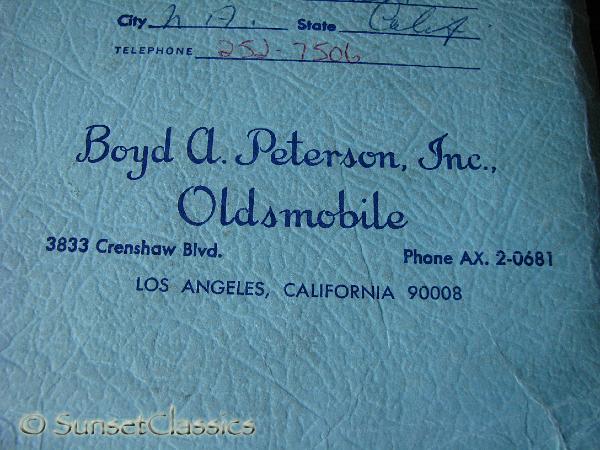 City L.A. State Calif.
TELEPHONE 252-7506
Boyd A. Peterson, Inc.,
Oldsmobile
3833 Crenshaw Blvd. Phone AX. 2-0681
LOS ANGELES, CALIFORNIA 90008
© SunsetClassics